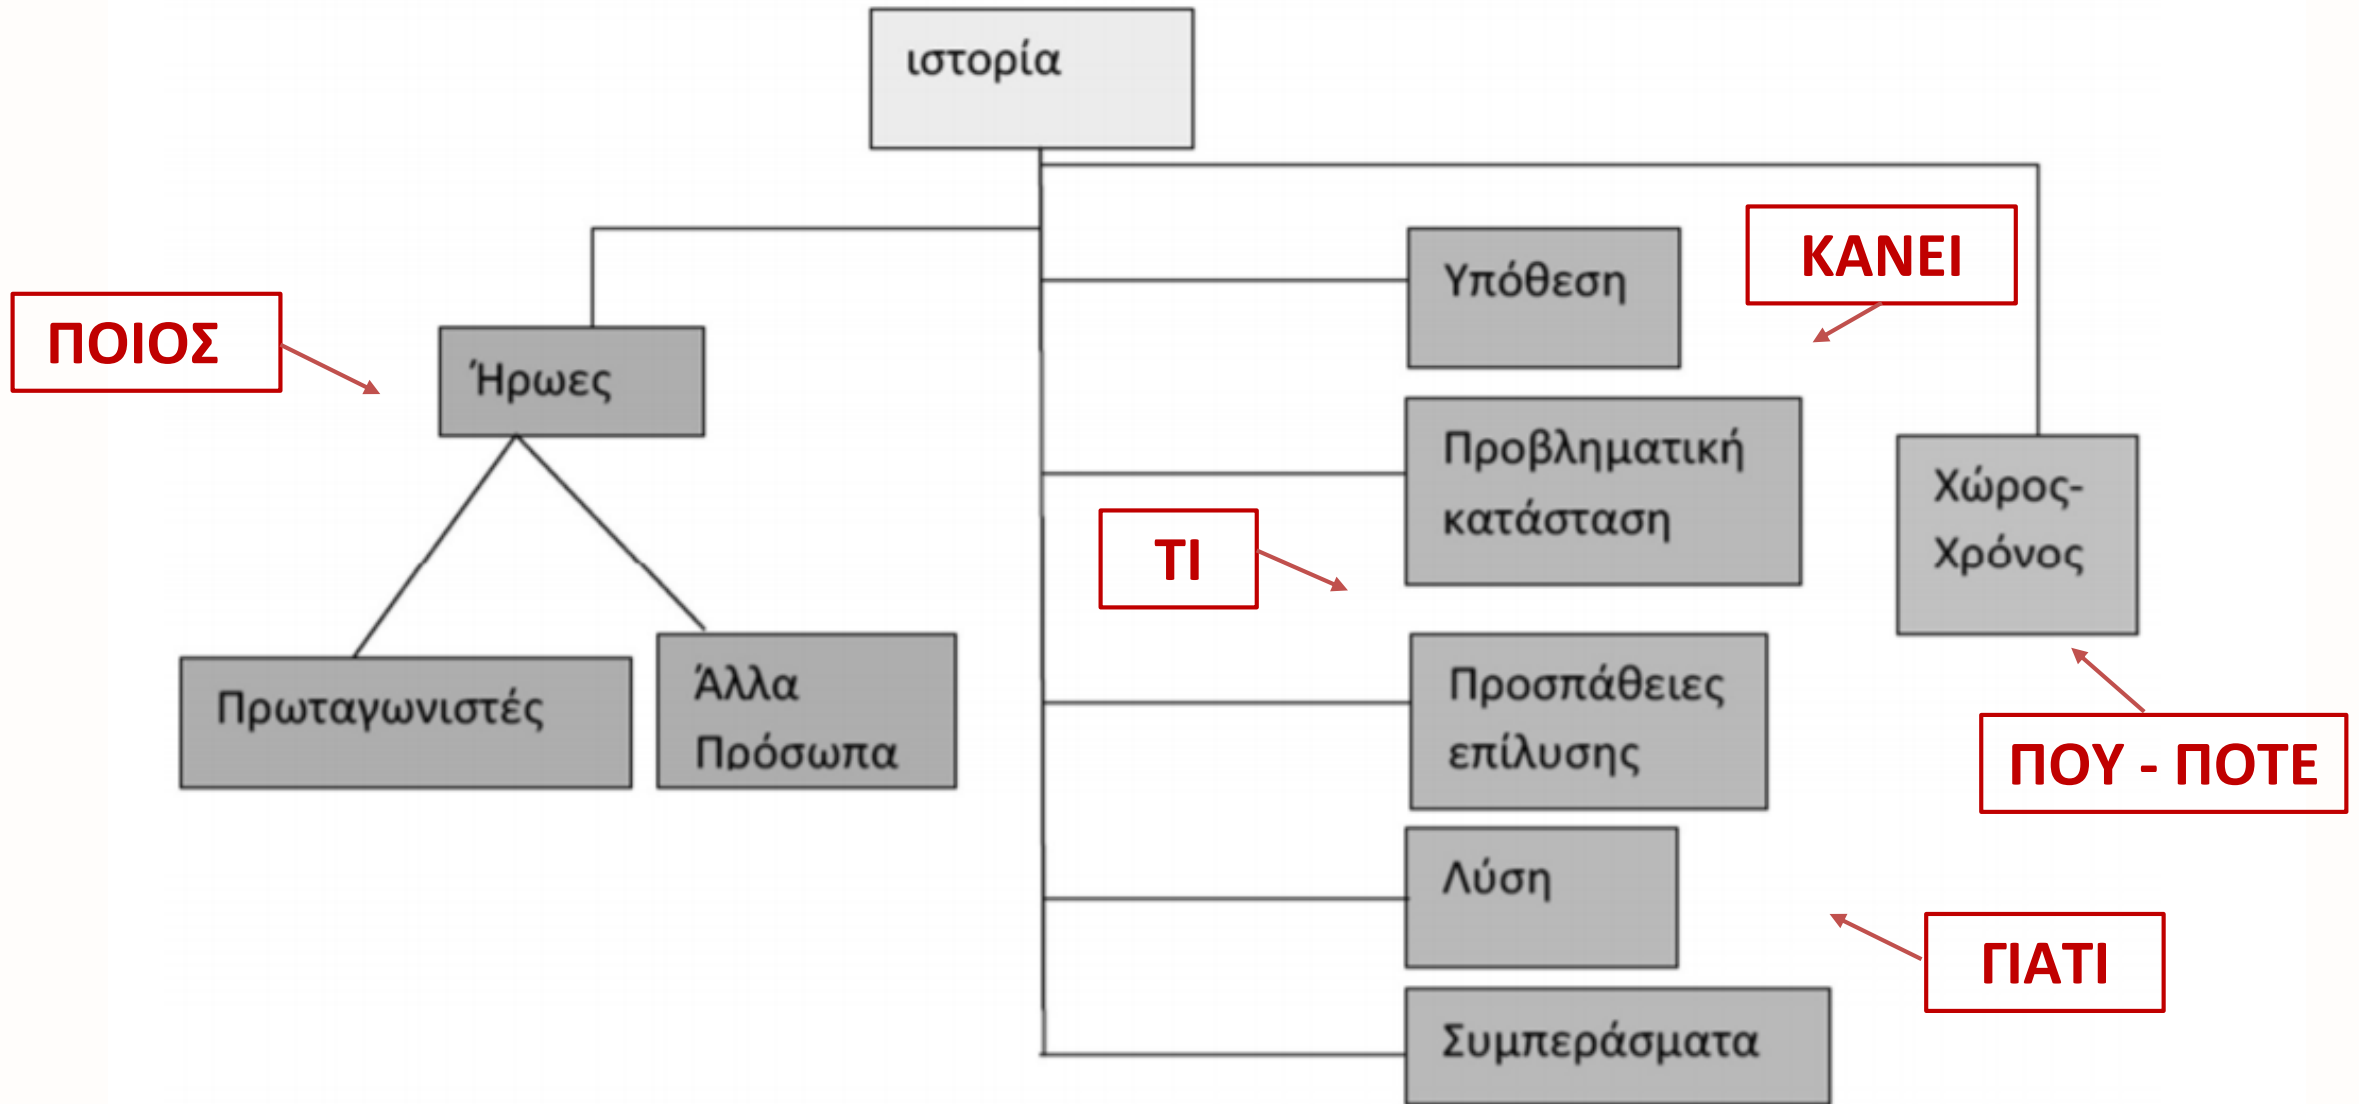 ιστορία
ΚΑΝΕΙ
Υπόθεση
ΠΟΙΟΣ
Ήρωες
Προβληματική
κατάσταση
Χώρος-
Χρόνος
ΤΙ
Πρωταγωνιστές
Άλλα
Πρόσωπα
Προσπάθειες
επίλυσης
ΠΟΥ - ΠΟΤΕ
Λύση
ΓΙΑΤΙ
Συμπεράσματα